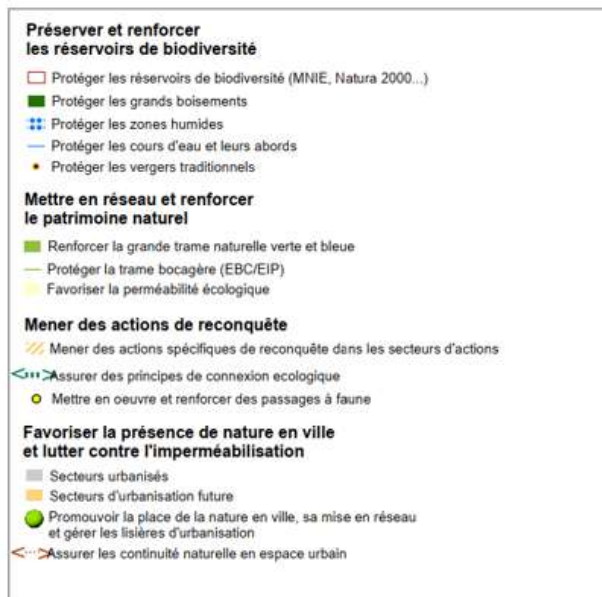 Préserver et renforcer
les réservoirs de biodiversité
Protéger les réservoirs de biodiversité (MNIE, Natura 2000...)
Protéger les grands boisements
Protéger les zones humides
Protéger les cours d'eau et leurs abords
Protéger les vergers traditionnels
Mettre en réseau et renforcer
le patrimoine naturel
Renforcer la grande trame naturelle verte et bleue
Protéger la trame bocagère (EBC/EIP)
Favoriser la perméabilité écologique
Mener des actions de reconquête
Mener des actions spécifiques de reconquête dans les secteurs d'actions
Assurer des principes de connexion ecologique
Mettre en oeuvre et renforcer des passages à faune
Favoriser la présence de nature en ville
et lutter contre l'imperméabilisation
Secteurs urbanisés
Secteurs d'urbanisation future
Promouvoir la place de la nature en ville, sa mise en réseau
et gérer les lisières d'urbanisation
Assurer les continuité naturelle en espace urbain